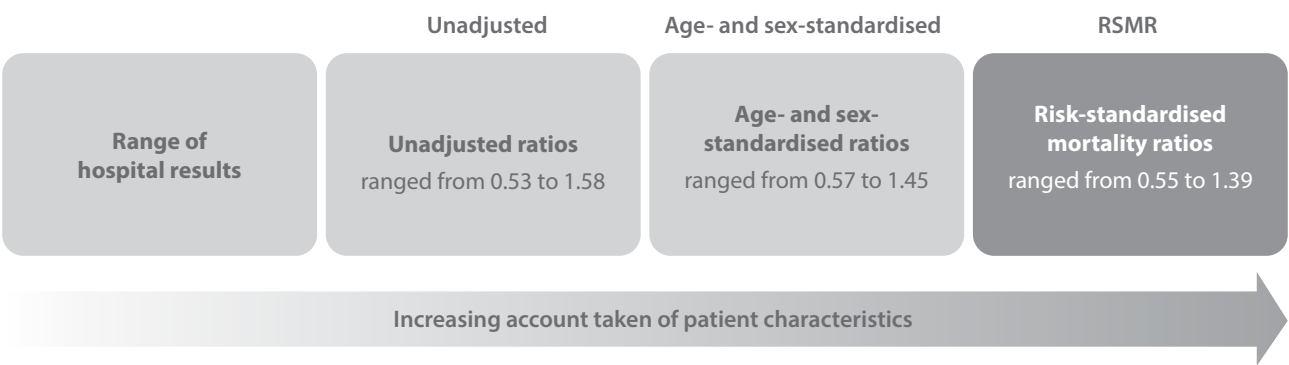 Unadjusted
Age- and sex-standardised
RSMR
Range of
hospital results
Unadjusted ratios
ranged from 0.53 to 1.58
Age- and sex-
standardised ratios
ranged from 0.57 to 1.45
Risk-standardised
mortality ratios
ranged from 0.55 to 1.39
Increasing account taken of patient characteristics